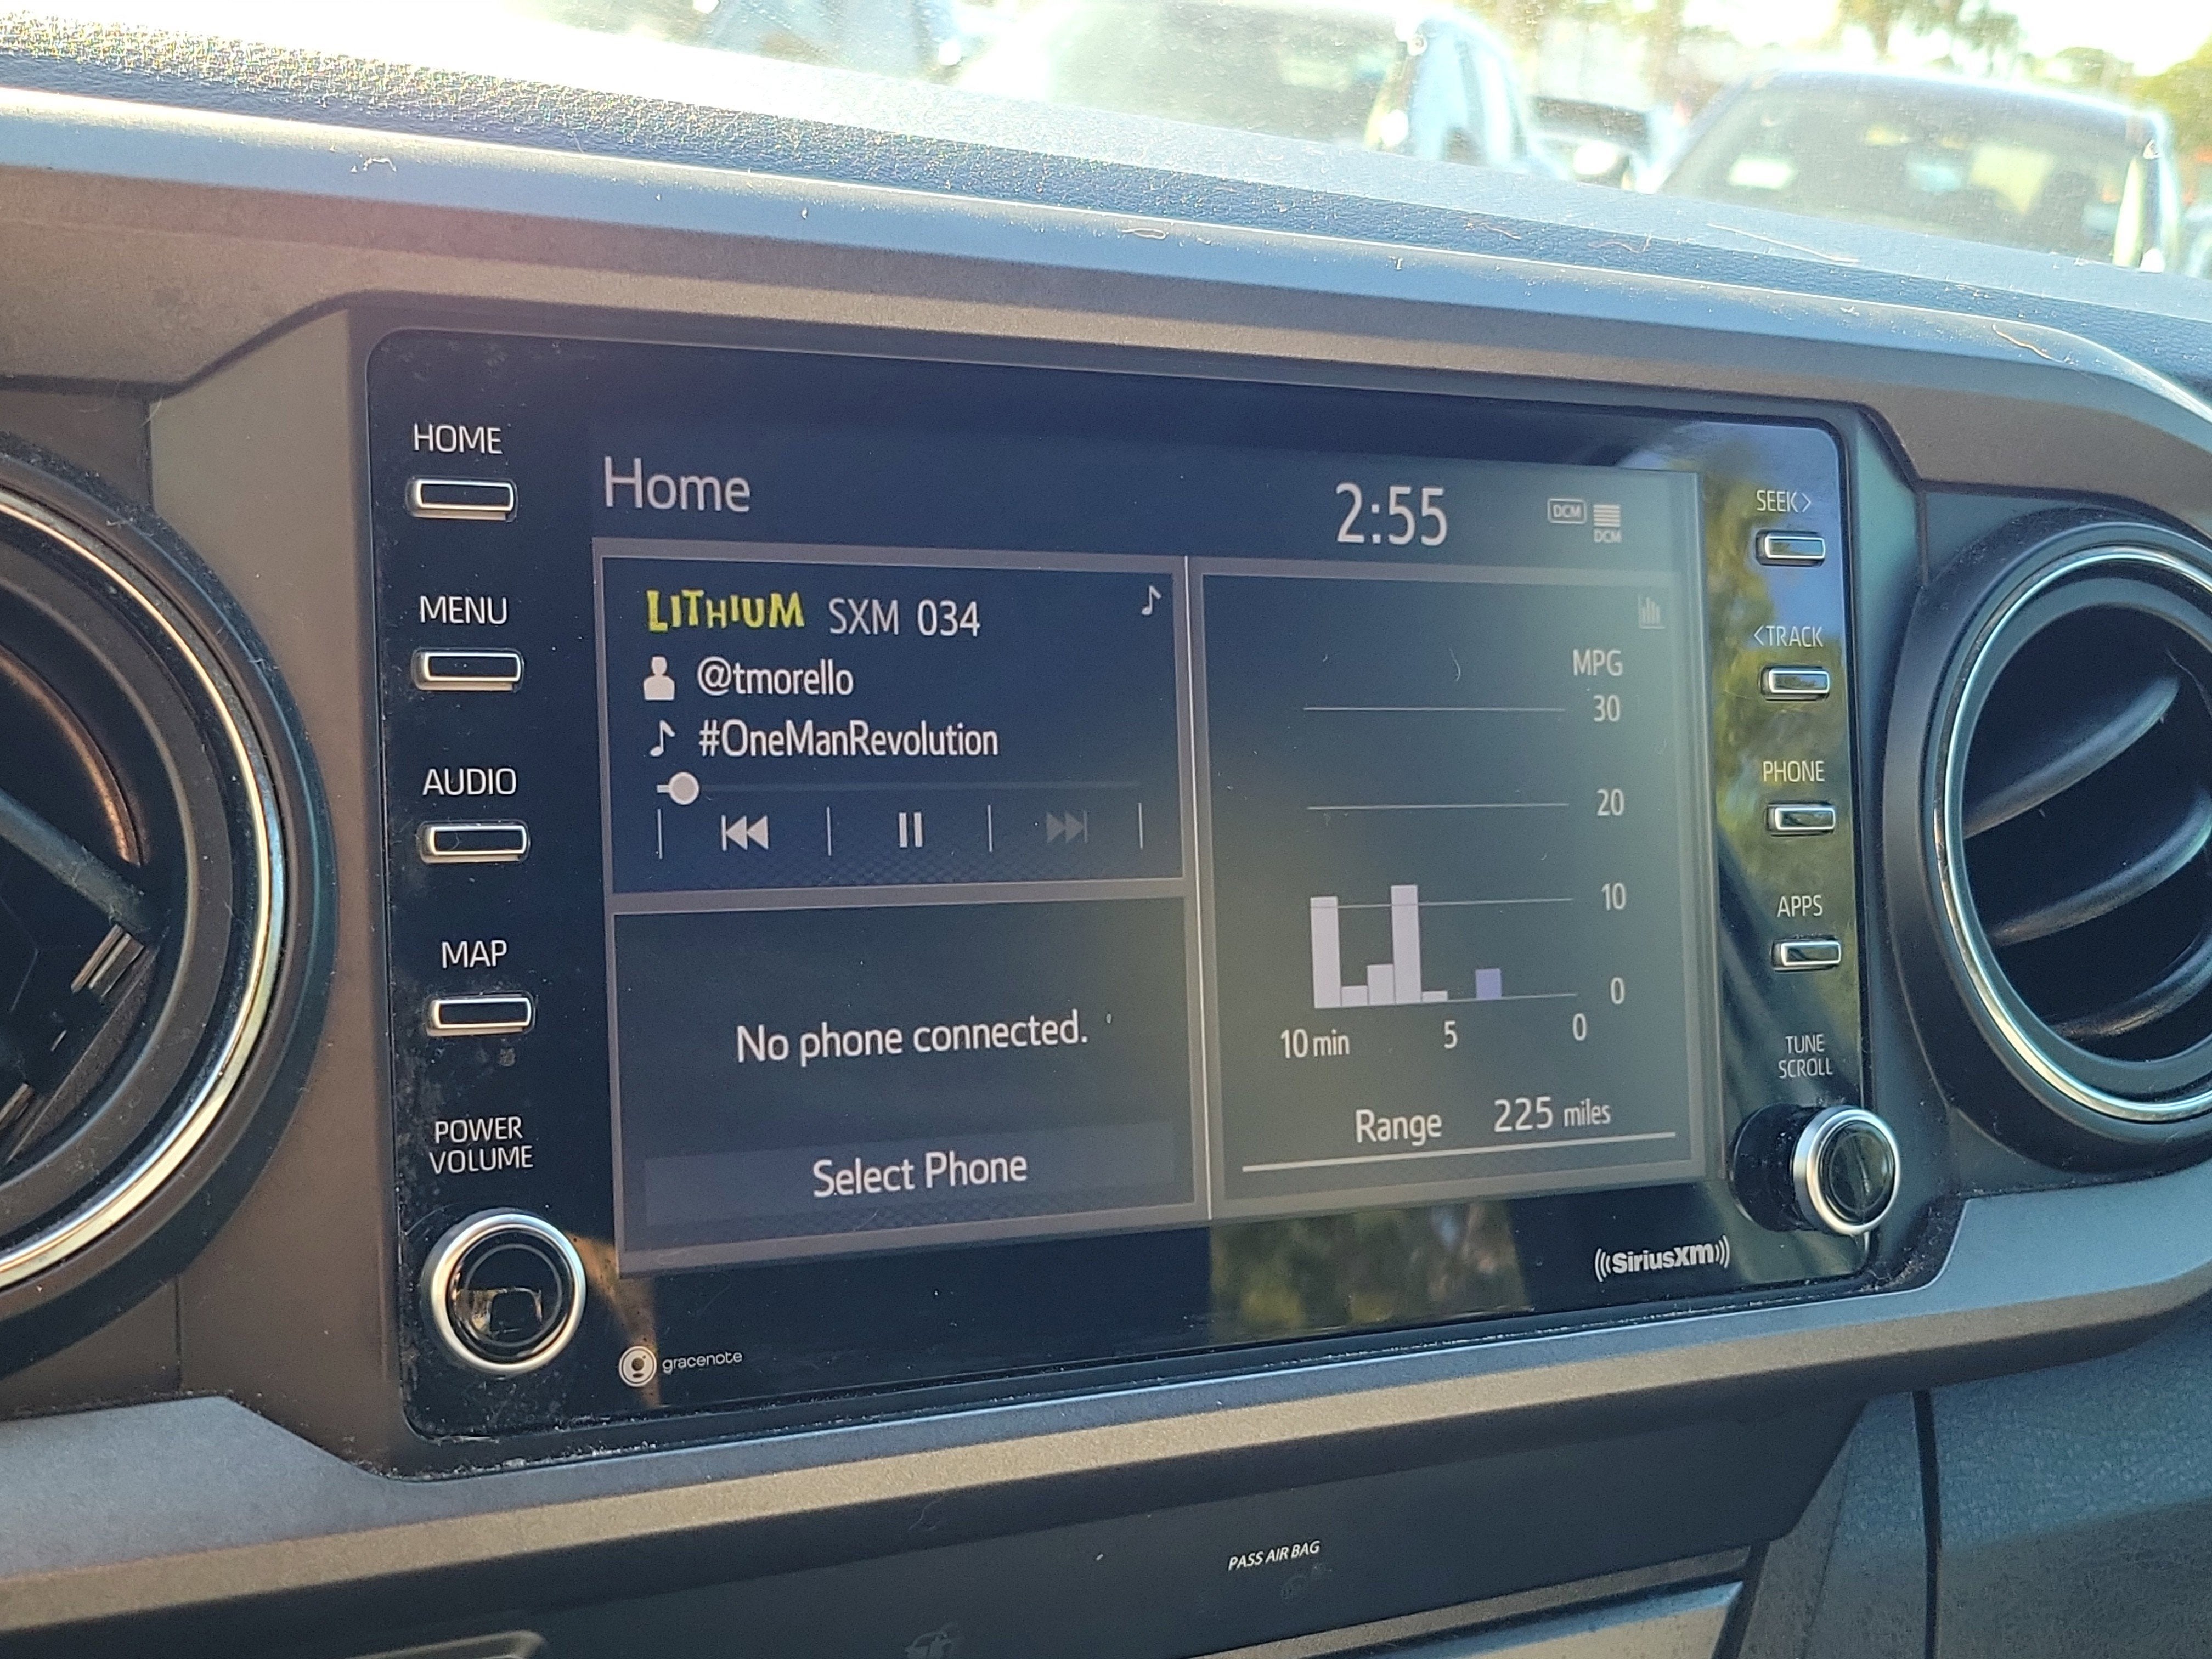 HOME
MENU
AUDIO
MAP
POWER
VOLUME
Home
2:55
DCM
DCM
LITHIUM SXM 034
@tmorello
#OneManRevolution
No phone connected.
Select Phone
MPG
30
20
10
0
10 min 5 0
Range 225 miles
SEEK>
<TRACK
PHONE
APPS
TUNE
SCROLL
gracenote
((SiriusXM))
PASS AIR BAG